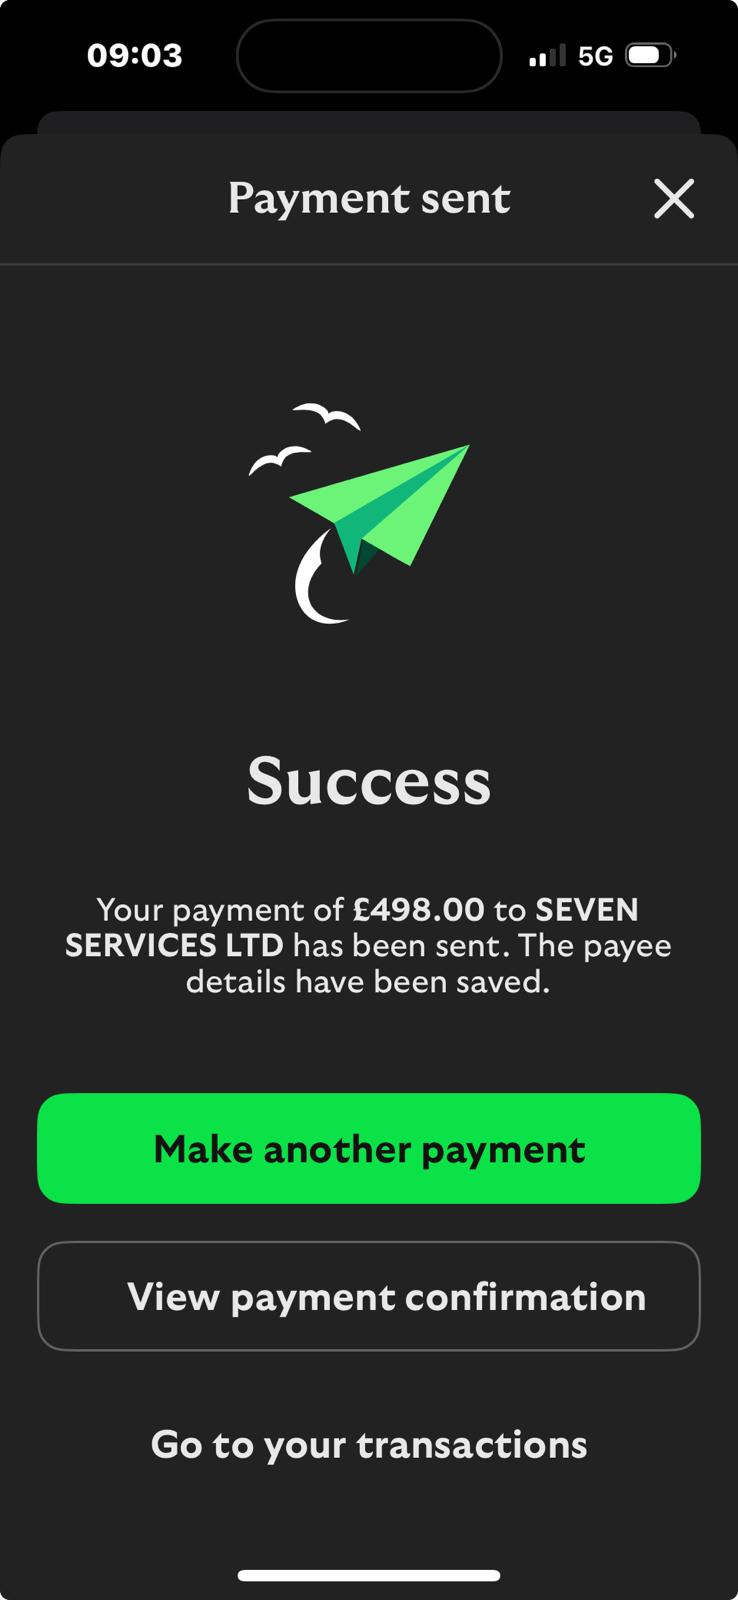 09:03
5G
Payment sent
Success
Your payment of £498.00 to SEVEN
SERVICES LTD has been sent. The payee
details have been saved.
Make another payment
View payment confirmation
Go to your transactions